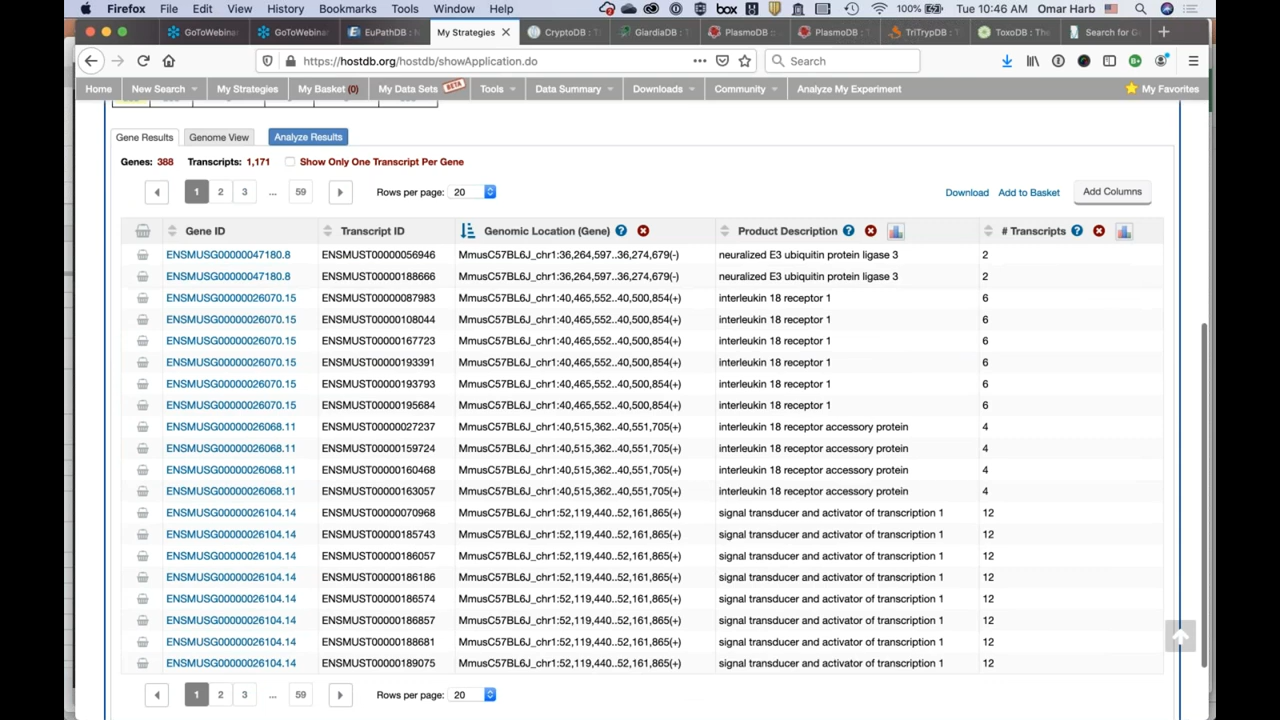 Firefox File Edit View History Bookmarks Tools Window Help box 100% Tue 10:46 AM Omar Harb
GoToWebinar GoToWebinar EuPathDB My Strategies CryptoDB : T GiardiaDB : PlasmoDB :: PlasmoDB : TriTrypDB : ToxoDB : The Search for Ge
https://hostdb.org/hostdb/showApplication.do Search
Home New Search My Strategies My Basket (0) My Data Sets BETA Tools Data Summary Downloads Community Analyze My Experiment My Favorites
Gene Results Genome View Analyze Results
Genes: 388 Transcripts: 1,171 Show Only One Transcript Per Gene
1 2 3 ... 59 Rows per page: 20 Download Add to Basket Add Columns
Gene ID Transcript ID Genomic Location (Gene) Product Description # Transcripts
ENSMUSG00000047180.8 ENSMUST00000056946 MmusC57BL6J_chr1:36,264,597..36,274,679(-) neuralized E3 ubiquitin protein ligase 3 2
ENSMUSG00000047180.8 ENSMUST00000188666 MmusC57BL6J_chr1:36,264,597..36,274,679(-) neuralized E3 ubiquitin protein ligase 3 2
ENSMUSG00000026070.15 ENSMUST00000087983 MmusC57BL6J_chr1:40,465,552..40,500,854(+) interleukin 18 receptor 1 6
ENSMUSG00000026070.15 ENSMUST00000108044 MmusC57BL6J_chr1:40,465,552..40,500,854(+) interleukin 18 receptor 1 6
ENSMUSG00000026070.15 ENSMUST00000167723 MmusC57BL6J_chr1:40,465,552..40,500,854(+) interleukin 18 receptor 1 6
ENSMUSG00000026070.15 ENSMUST00000193391 MmusC57BL6J_chr1:40,465,552..40,500,854(+) interleukin 18 receptor 1 6
ENSMUSG00000026070.15 ENSMUST00000193793 MmusC57BL6J_chr1:40,465,552..40,500,854(+) interleukin 18 receptor 1 6
ENSMUSG00000026070.15 ENSMUST00000195684 MmusC57BL6J_chr1:40,465,552..40,500,854(+) interleukin 18 receptor 1 6
ENSMUSG00000026068.11 ENSMUST00000027237 MmusC57BL6J_chr1:40,515,362..40,551,705(+) interleukin 18 receptor accessory protein 4
ENSMUSG00000026068.11 ENSMUST00000159724 MmusC57BL6J_chr1:40,515,362..40,551,705(+) interleukin 18 receptor accessory protein 4
ENSMUSG00000026068.11 ENSMUST00000160468 MmusC57BL6J_chr1:40,515,362..40,551,705(+) interleukin 18 receptor accessory protein 4
ENSMUSG00000026068.11 ENSMUST00000163057 MmusC57BL6J_chr1:40,515,362..40,551,705(+) interleukin 18 receptor accessory protein 4
ENSMUSG00000026104.14 ENSMUST00000070968 MmusC57BL6J_chr1:52,119,440..52,161,865(+) signal transducer and activator of transcription 1 12
ENSMUSG00000026104.14 ENSMUST00000185743 MmusC57BL6J_chr1:52,119,440..52,161,865(+) signal transducer and activator of transcription 1 12
ENSMUSG00000026104.14 ENSMUST00000186057 MmusC57BL6J_chr1:52,119,440..52,161,865(+) signal transducer and activator of transcription 1 12
ENSMUSG00000026104.14 ENSMUST00000186186 MmusC57BL6J_chr1:52,119,440..52,161,865(+) signal transducer and activator of transcription 1 12
ENSMUSG00000026104.14 ENSMUST00000186574 MmusC57BL6J_chr1:52,119,440..52,161,865(+) signal transducer and activator of transcription 1 12
ENSMUSG00000026104.14 ENSMUST00000186857 MmusC57BL6J_chr1:52,119,440..52,161,865(+) signal transducer and activator of transcription 1 12
ENSMUSG00000026104.14 ENSMUST00000188681 MmusC57BL6J_chr1:52,119,440..52,161,865(+) signal transducer and activator of transcription 1 12
ENSMUSG00000026104.14 ENSMUST00000189075 MmusC57BL6J_chr1:52,119,440..52,161,865(+) signal transducer and activator of transcription 1 12
1 2 3 ... 59 Rows per page: 20